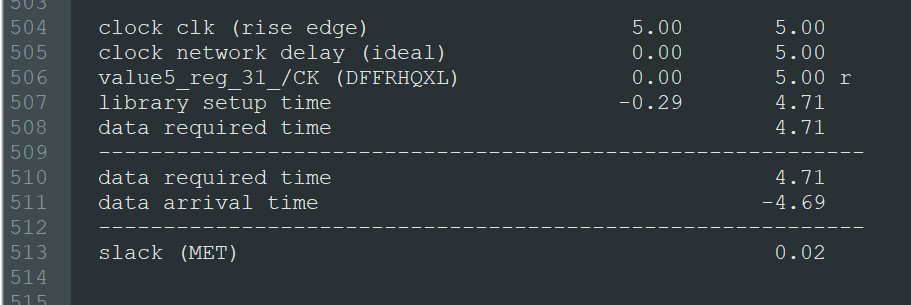 503
504 clock clk (rise edge) 5.00 5.00
505 clock network delay (ideal) 0.00 5.00
506 value5_reg_31_/CK (DFFRHQXL) 0.00 5.00 r
507 library setup time -0.29 4.71
508 data required time 4.71
509 ------------------------------------------------------------
510 data required time 4.71
511 data arrival time -4.69
512 ------------------------------------------------------------
513 slack (MET) 0.02
514
515